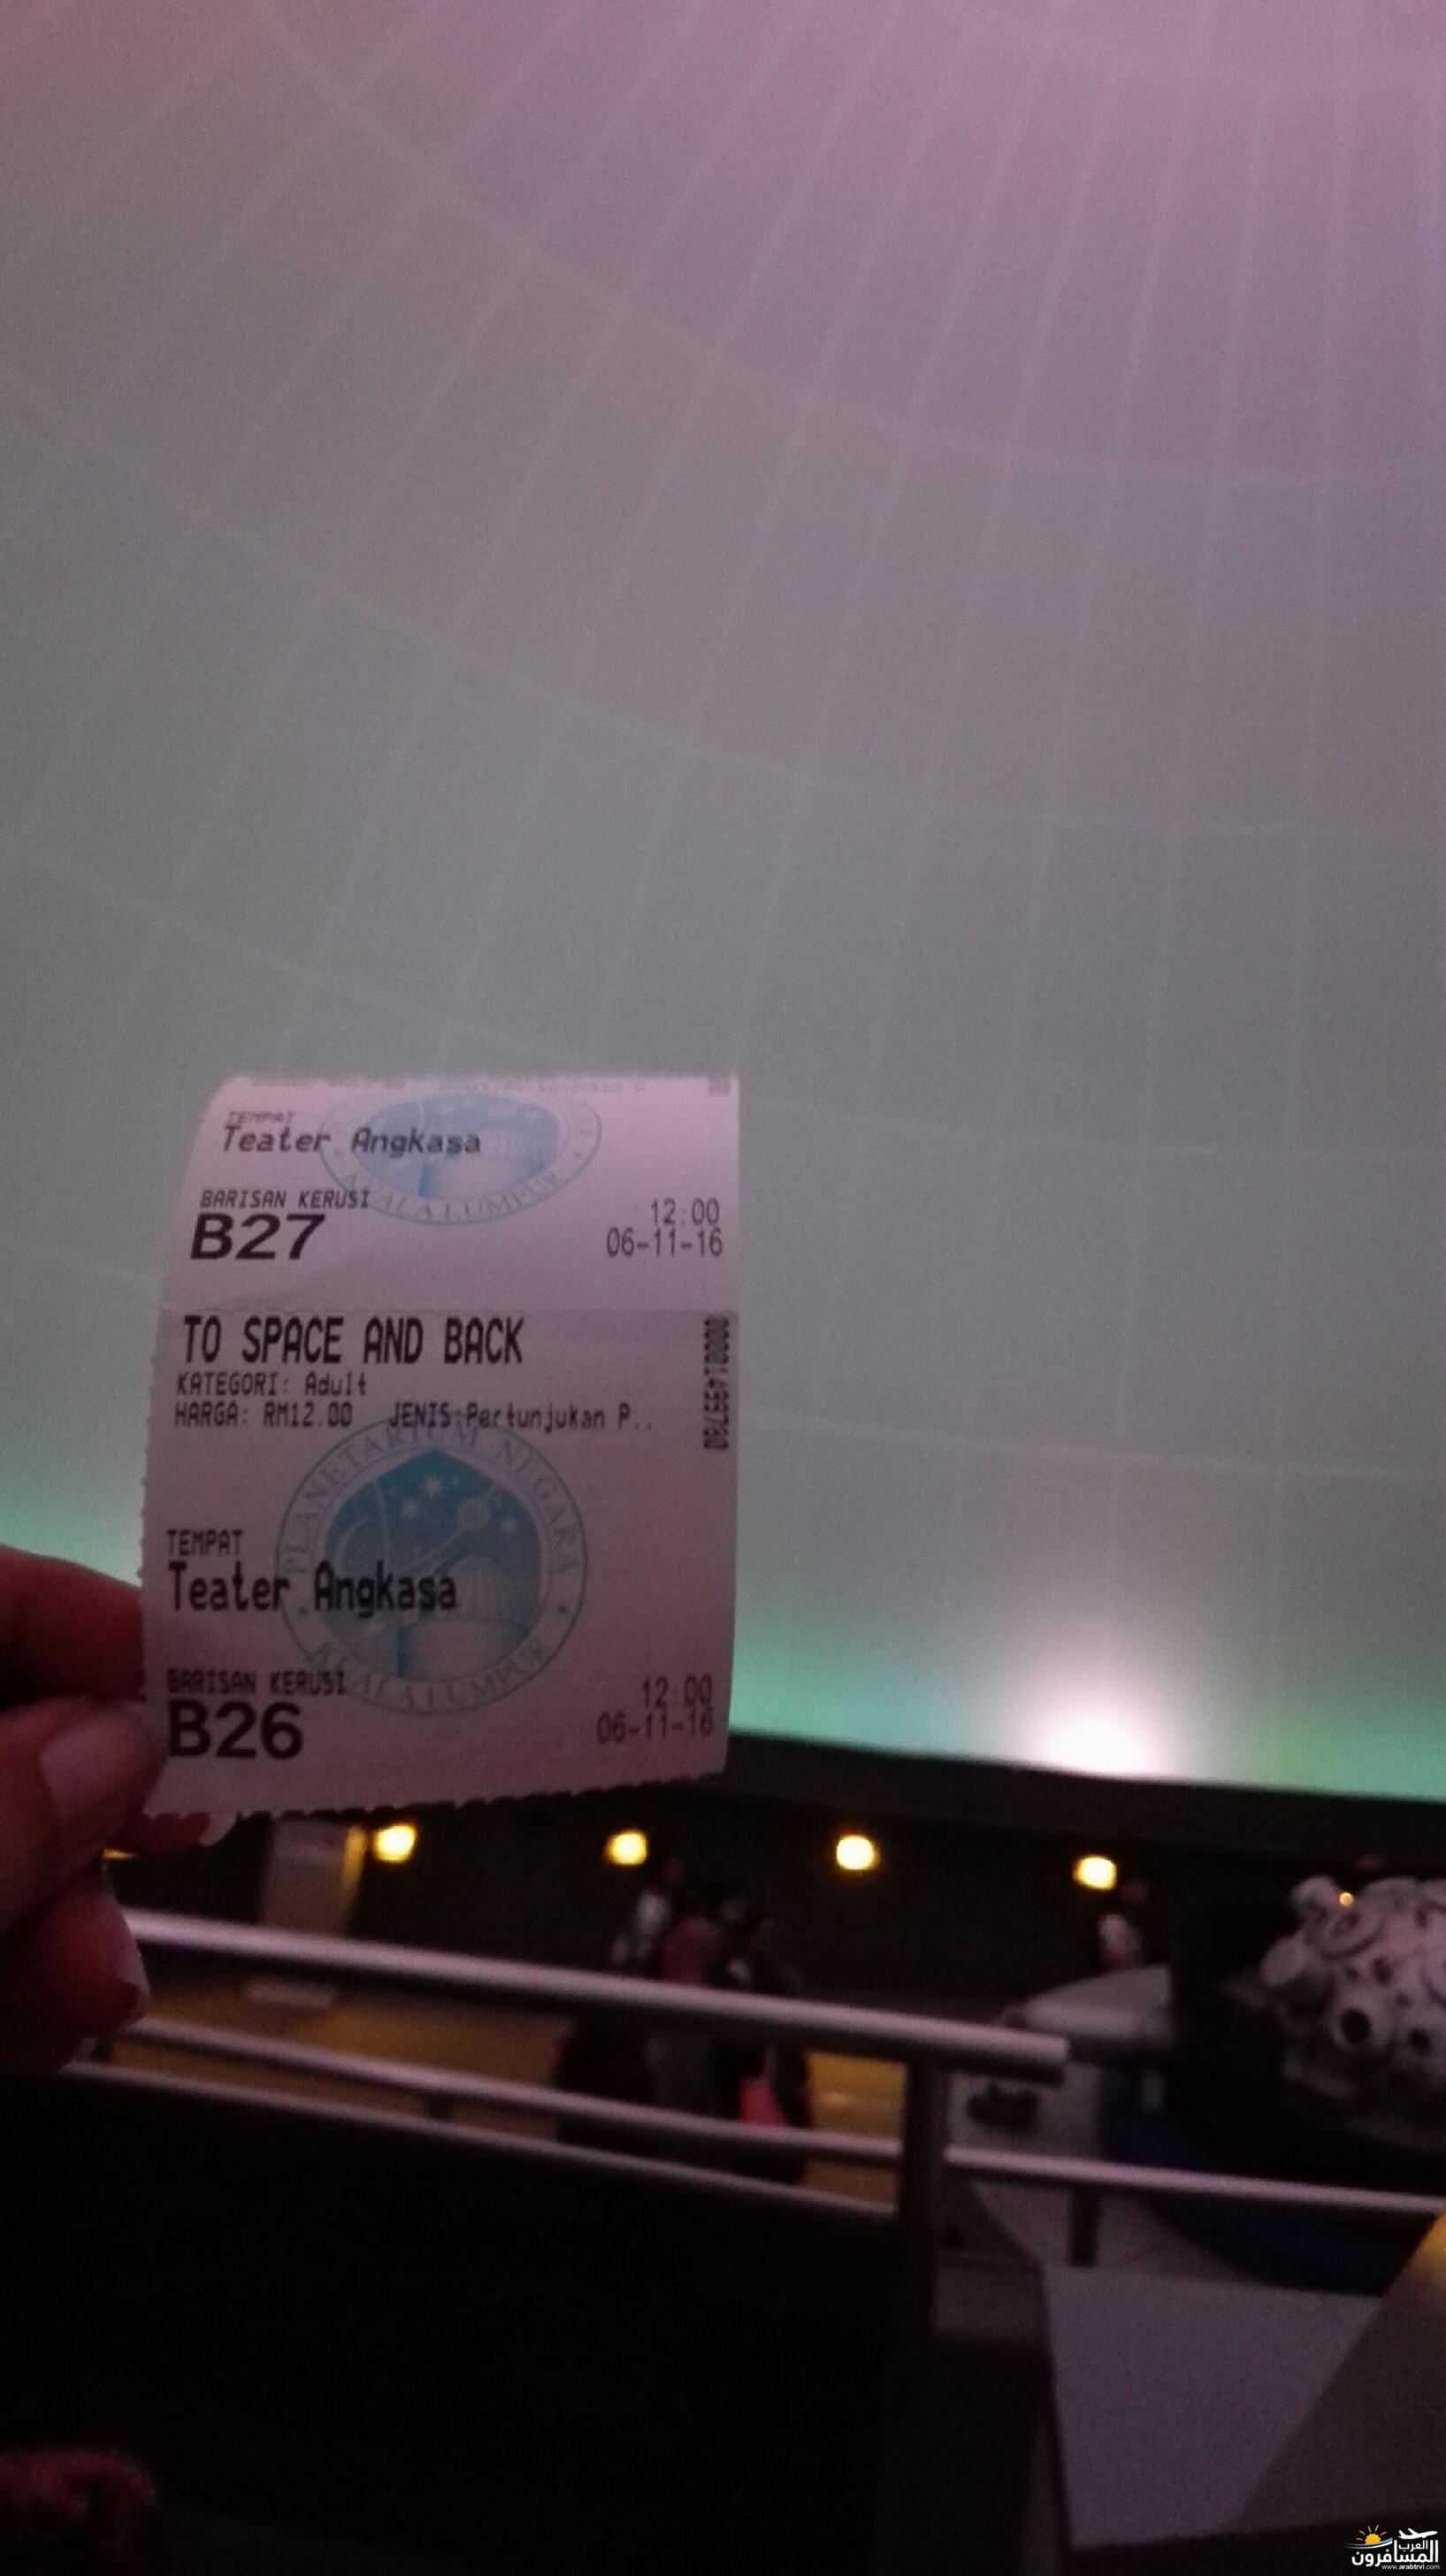 TEMPAT
Teater Angkasa
KUALA LUMPUR
BARISAN KERUSI
B27
12:00
06-11-16
TO SPACE AND BACK
KATEGORI: Adult
HARGA: RM12.00 JENIS:Pertunjukan P..
PLANETARIUM NEGARA
TEMPAT
Teater Angkasa
KUALA LUMPUR
BARISAN KERUSI
B26
12:00
06-11-16
العرب
المسافرون
www.arabtrvl.com